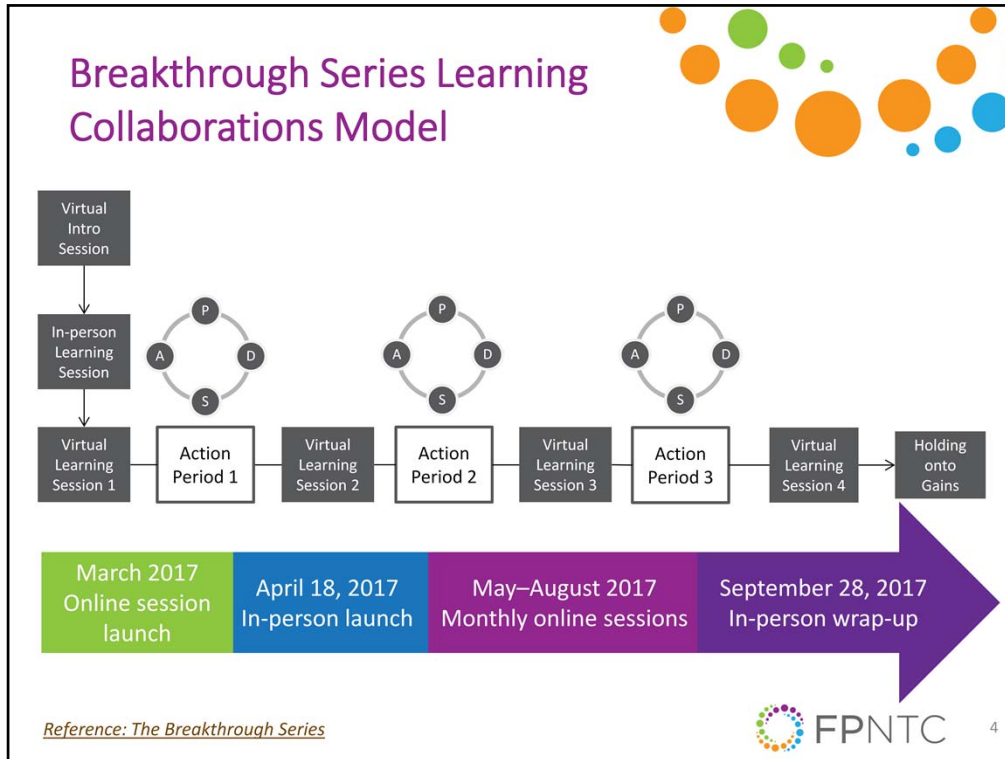 Breakthrough Series Learning
Collaborations Model
Virtual
Intro
Session
In-person
Learning
Session
P
A
D
S
P
A
D
S
P
A
D
S
Virtual
Learning
Session 1
Action
Period 1
Virtual
Learning
Session 2
Action
Period 2
Virtual
Learning
Session 3
Action
Period 3
Virtual
Learning
Session 4
Holding
onto
Gains
March 2017
Online session
launch
April 18, 2017
In-person launch
May–August 2017
Monthly online sessions
September 28, 2017
In-person wrap-up
Reference: The Breakthrough Series
FPNTC
4